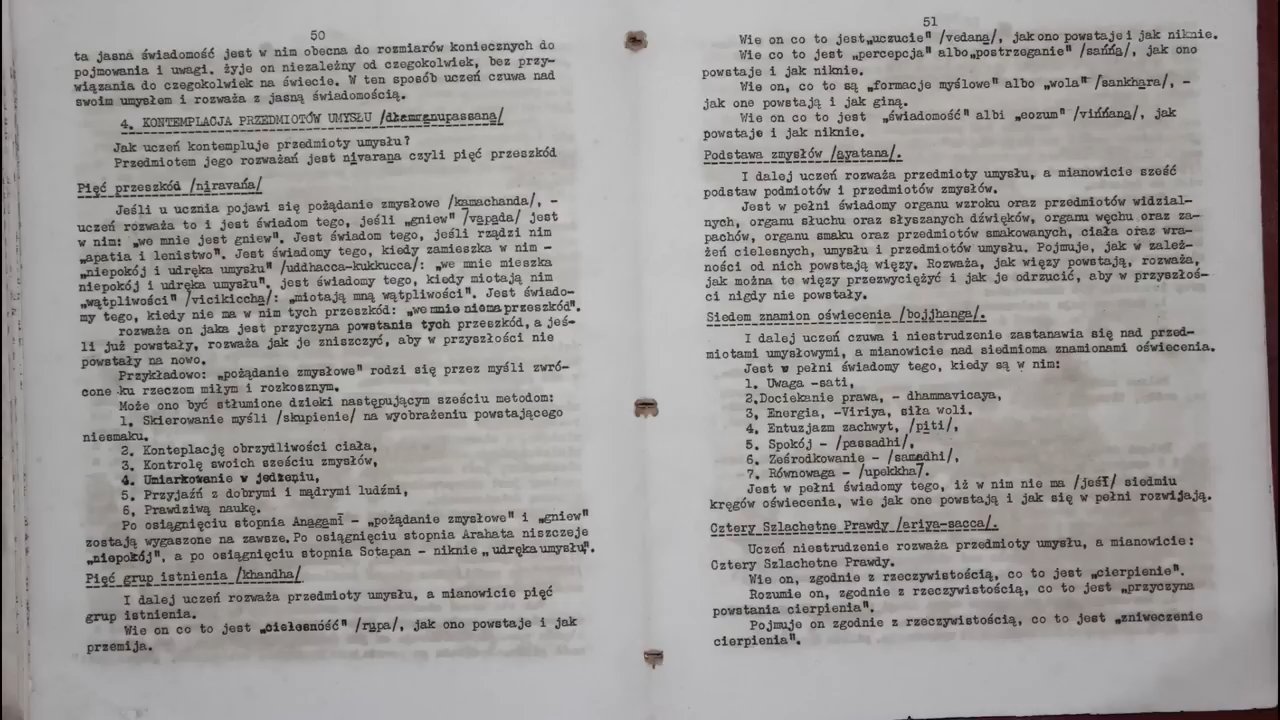 50
ta jasna świadomość jest w nim obecna do rozmiarów koniecznych do
pojmowania i uwagi. żyje on niezależny od czegokolwiek, bez przy-
wiązania do czegokolwiek na świecie. W ten sposób uczeń czuwa nad
swoim umysłem i rozważa z jasną świadomością.
4. KONTEMPLACJA PRZEDMIOTÓW UMYSŁU /dhamranupassana/
Jak uczeń kontempluje przedmioty umysłu?
Przedmiotem jego rozważań jest nivarana czyli pięć przeszkód
Pięć przeszkód /niravańa/
Jeśli u ucznia pojawi się pożądanie zmysłowe /kamachanda/, -
uczeń rozważa to i jest świadom tego, jeśli „gniew" /vapada/ jest
w nim: „we mnie jest gniew". Jest świadom tego, jeśli rządzi nim
„apatia i lenistwo". Jest świadomy tego, kiedy zamieszka w nim -
„niepokój i udręka umysłu" /uddhacca-kukkucca/: „we mnie mieszka
niepokój i udręka umysłu". jest świadomy tego, kiedy miotają nim
„wątpliwości" /vicikiccha/: „miotają mną wątpliwości". Jest świado-
my tego, kiedy nie ma w nim tych przeszkód: „we mnie niema przeszkód".
rozważa on jaka jest przyczyna powstania tych przeszkód, a jeś-
li już powstały, rozważa jak je zniszczyć, aby w przyszłości nie
powstały na nowo.
Przykładowo: „pożądanie zmysłowe" rodzi się przez myśli zwró-
cone ku rzeczom miłym i rozkosznym.
Może ono być stłumione dzieki następującym sześciu metodom:
1. Skierowanie myśli /skupienie/ na wyobrażeniu powstającego
niesmaku.
2. Konteplację obrzydliwości ciała,
3. Kontrolę swoich sześciu zmysłów,
4. Umiarkowanie w jedzeniu,
5. Przyjaźń z dobrymi i mądrymi ludźmi,
6, Prawdziwą naukę.
Po osiągnięciu stopnia Anagamī - „pożądanie zmysłowe" i „gniew"
zostają wygaszone na zawsze. Po osiągnięciu stopnia Arahata niszczeje
„niepokój", a po osiągnięciu stopnia Sotapan - niknie „udręka umysłu".
Pięć grup istnienia /khandha/
I dalej uczeń rozważa przedmioty umysłu, a mianowicie pięć
grup istnienia.
Wie on co to jest „cielesność" /rupa/, jak ono powstaje i jak
przemija.
51
Wie on co to jest „uczucie" /vedana/, jak ono powstaje i jak niknie.
Wie co to jest „percepcja" albo „postrzeganie" /sańńa/, jak ono
powstaje i jak niknie.
Wie on, co to są „formacje myślowe" albo „wola" /sankhara/, -
jak one powstają i jak giną.
Wie on co to jest „świadomość" albi „eozum" /vińńana/, jak
powstaje i jak niknie.
Podstawa zmysłów /ayatana/.
I dalej uczeń rozważa przedmioty umysłu, a mianowicie sześć
podstaw podmiotów i przedmiotów zmysłów.
Jest w pełni świadomy organu wzroku oraz przedmiotów widzial-
nych, organu słuchu oraz słyszanych dźwięków, organu węchu oraz za-
pachów, organu smaku oraz przedmiotów smakowanych, ciała oraz wra-
żeń cielesnych, umysłu i przedmiotów umysłu. Pojmuje, jak w zależ-
ności od nich powstają więzy. Rozważa, jak więzy powstają, rozważa,
jak można te więzy przezwyciężyć i jak je odrzucić, aby w przyszłoś-
ci nigdy nie powstały.
Siedem znamion oświecenia /bojjhanga/.
I dalej uczeń czuwa i niestrudzenie zastanawia się nad przed-
miotami umysłowymi, a mianowicie nad siedmioma znamionami oświecenia.
Jest w pełni świadomy tego, kiedy są w nim:
1. Uwaga -sati,
2.Dociekanie prawa, - dhammavicaya,
3, Energia, -Viriya, siła woli.
4. Entuzjazm zachwyt, /piti/,
5. Spokój - /passadhi/,
6. Ześrodkowanie - /samadhi/,
7. Równowaga - /upekkha/.
Jest w pełni świadomy tego, iż w nim nie ma /jeśł/ siedmiu
kręgów oświecenia, wie jak one powstają i jak się w pełni rozwijają.
Cztery Szlachetne Prawdy /ariya-sacca/.
Uczeń niestrudzenie rozważa przedmioty umysłu, a mianowicie:
Cztery Szlachetne Prawdy.
Wie on, zgodnie z rzeczywistością, co to jest „cierpienie".
Rozumie on, zgodnie z rzeczywistością, co to jest „przyczyna
powstania cierpienia".
Pojmuje on zgodnie z rzeczywistością, co to jest „zniweczenie
cierpienia".